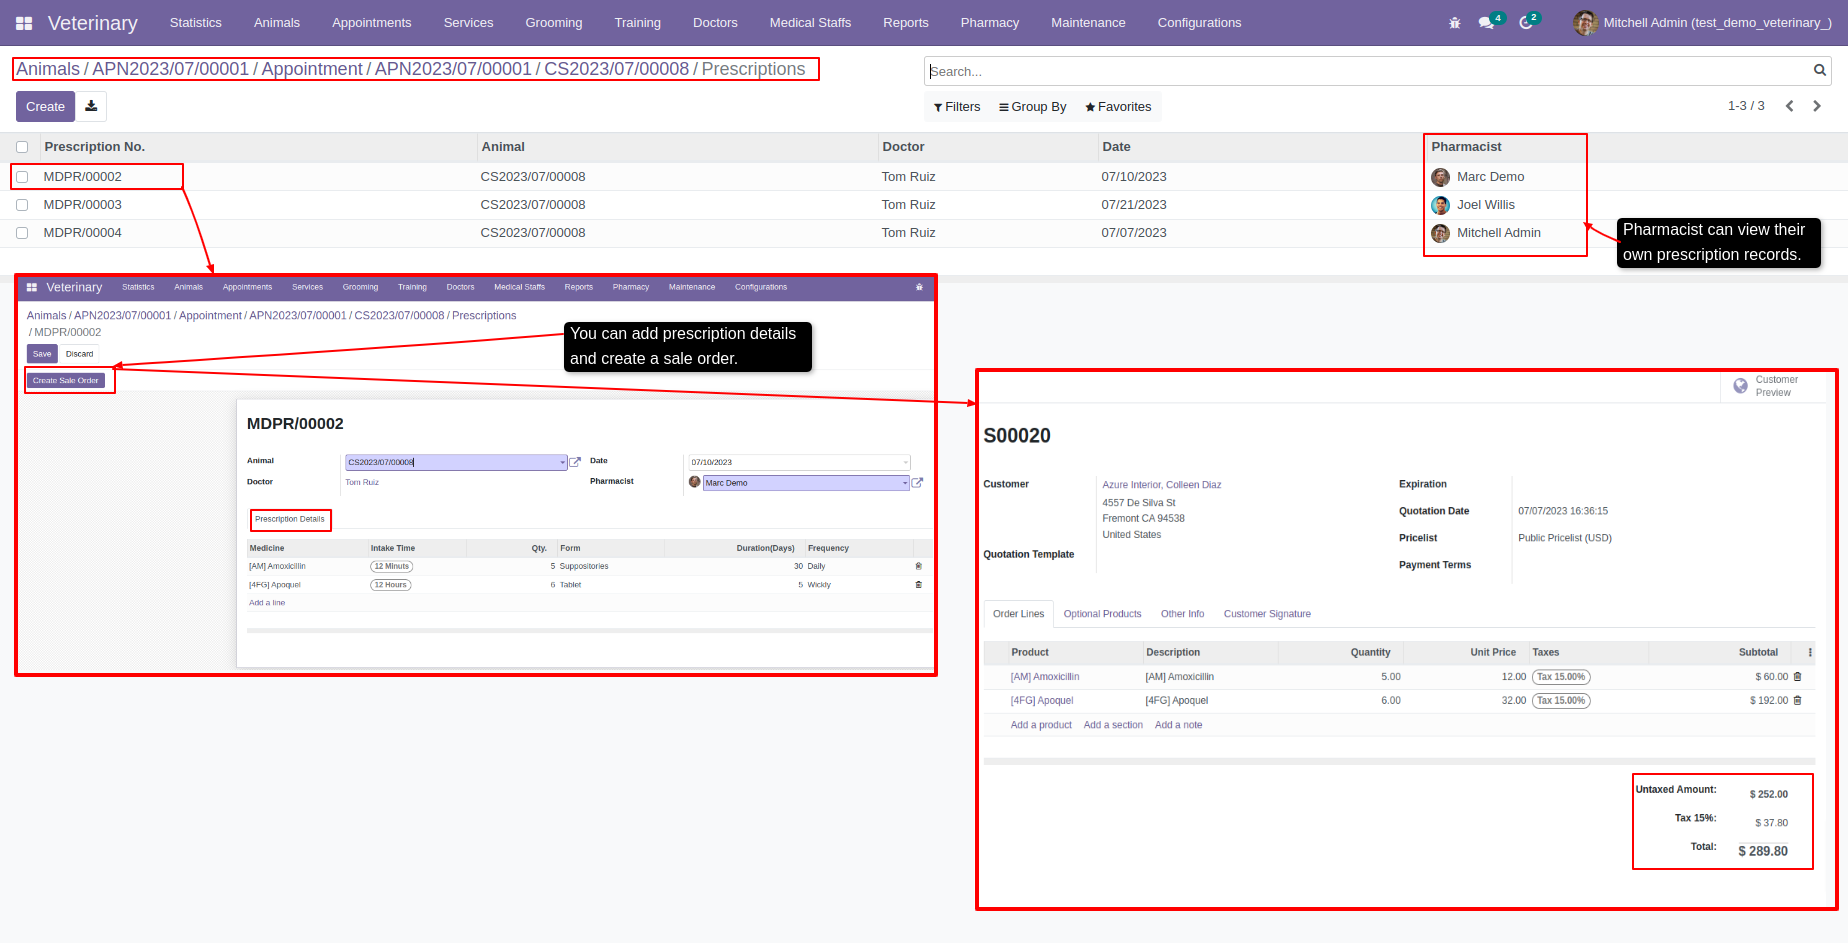 Veterinary Statistics Animals Appointments Services Grooming Training Doctors Medical Staffs Reports Pharmacy Maintenance Configurations 4 2 Mitchell Admin (test_demo_veterinary_)
Animals / APN2023/07/00001 / Appointment / APN2023/07/00001 / CS2023/07/00008 / Prescriptions
Search...
Create
Filters Group By Favorites 1-3 / 3
Prescription No. Animal Doctor Date Pharmacist
MDPR/00002 CS2023/07/00008 Tom Ruiz 07/10/2023 Marc Demo
MDPR/00003 CS2023/07/00008 Tom Ruiz 07/21/2023 Joel Willis
MDPR/00004 CS2023/07/00008 Tom Ruiz 07/07/2023 Mitchell Admin
Pharmacist can view their
own prescription records.
Veterinary Statistics Animals Appointments Services Grooming Training Doctors Medical Staffs Reports Pharmacy Maintenance Configurations
Animals / APN2023/07/00001 / Appointment / APN2023/07/00001 / CS2023/07/00008 / Prescriptions
/ MDPR/00002
Save Discard
Create Sale Order
You can add prescription details
and create a sale order.
MDPR/00002
Animal CS2023/07/00008 Date 07/10/2023
Doctor Tom Ruiz Pharmacist Marc Demo
Prescription Details
Medicine Intake Time Qty. Form Duration(Days) Frequency
[AM] Amoxicillin 12 Minuts 5 Suppositories 30 Daily
[4FG] Apoquel 12 Hours 6 Tablet 5 Wickly
Add a line
Customer
Preview
S00020
Customer Azure Interior, Colleen Diaz
4557 De Silva St
Fremont CA 94538
United States
Quotation Template
Expiration
Quotation Date 07/07/2023 16:36:15
Pricelist Public Pricelist (USD)
Payment Terms
Order Lines Optional Products Other Info Customer Signature
Product Description Quantity Unit Price Taxes Subtotal
[AM] Amoxicillin [AM] Amoxicillin 5.00 12.00 Tax 15.00% $ 60.00
[4FG] Apoquel [4FG] Apoquel 6.00 32.00 Tax 15.00% $ 192.00
Add a product Add a section Add a note
Untaxed Amount: $ 252.00
Tax 15%: $ 37.80
Total: $ 289.80